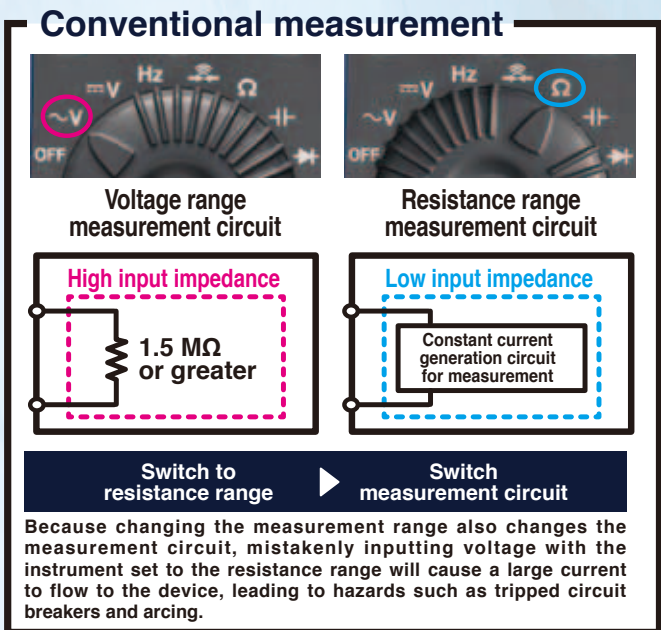 Conventional measurement
OFF
~V
⎓V
Hz
Ω
OFF
~V
⎓V
Hz
Ω
Voltage range
measurement circuit
Resistance range
measurement circuit
High input impedance
1.5 MΩ
or greater
Low input impedance
Constant current
generation circuit
for measurement
Switch to
resistance range
Switch
measurement circuit
Because changing the measurement range also changes the
measurement circuit, mistakenly inputting voltage with the
instrument set to the resistance range will cause a large current
to flow to the device, leading to hazards such as tripped circuit
breakers and arcing.